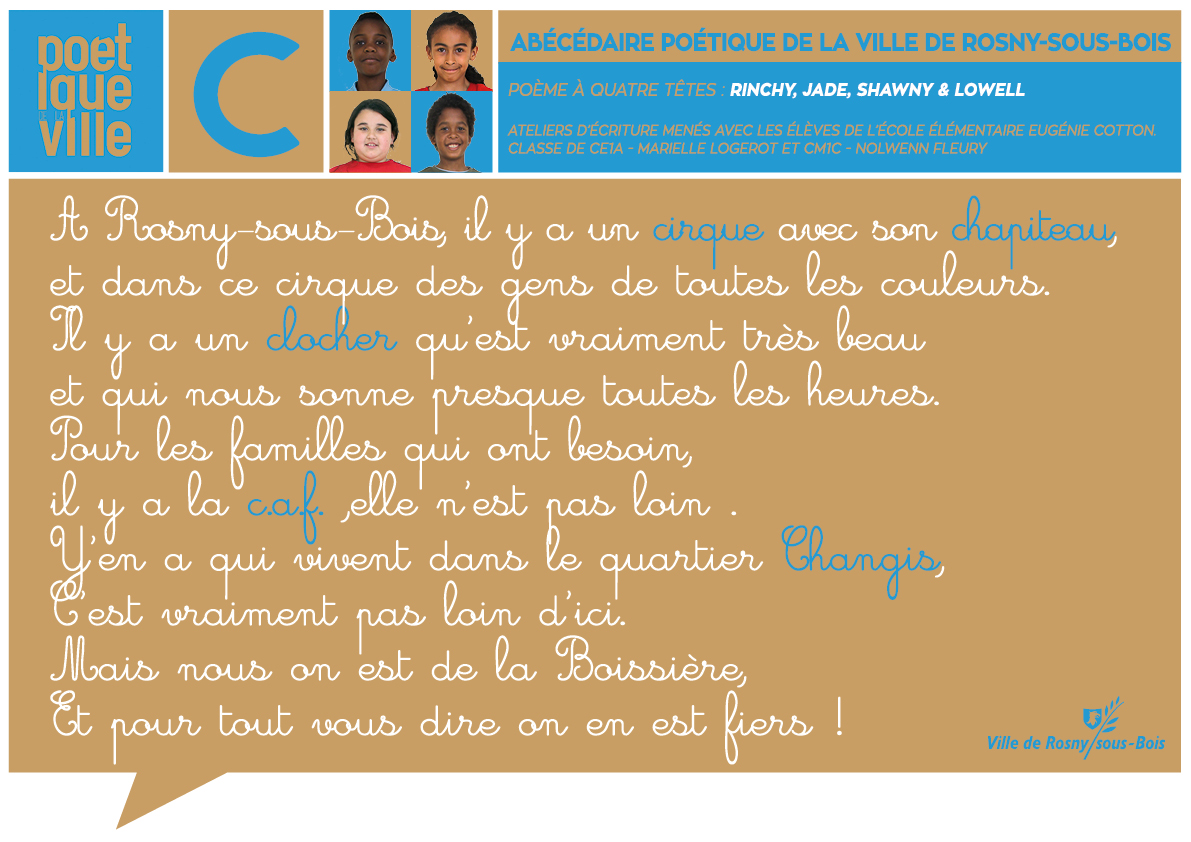 poet
ique
DE LA
ville
C
ABÉCÉDAIRE POÉTIQUE DE LA VILLE DE ROSNY-SOUS-BOIS
POÈME À QUATRE TÊTES : RINCHY, JADE, SHAWNY & LOWELL
ATELIERS D'ÉCRITURE MENÉS AVEC LES ÉLÈVES DE L'ÉCOLE ÉLÉMENTAIRE EUGÉNIE COTTON.
CLASSE DE CE1A - MARIELLE LOGEROT ET CM1C - NOLWENN FLEURY
A Rosny-sous-Bois, il y a un cirque avec son chapiteau,
et dans ce cirque des gens de toutes les couleurs.
Il y a un clocher qu'est vraiment très beau
et qui nous sonne presque toutes les heures.
Pour les familles qui ont besoin,
il y a la c.a.f. ,elle n'est pas loin .
Y'en a qui vivent dans le quartier Changis,
C'est vraiment pas loin d'ici.
Mais nous on est de la Boissière,
Et pour tout vous dire on en est fiers !
Ville de Rosny/sous-Bois